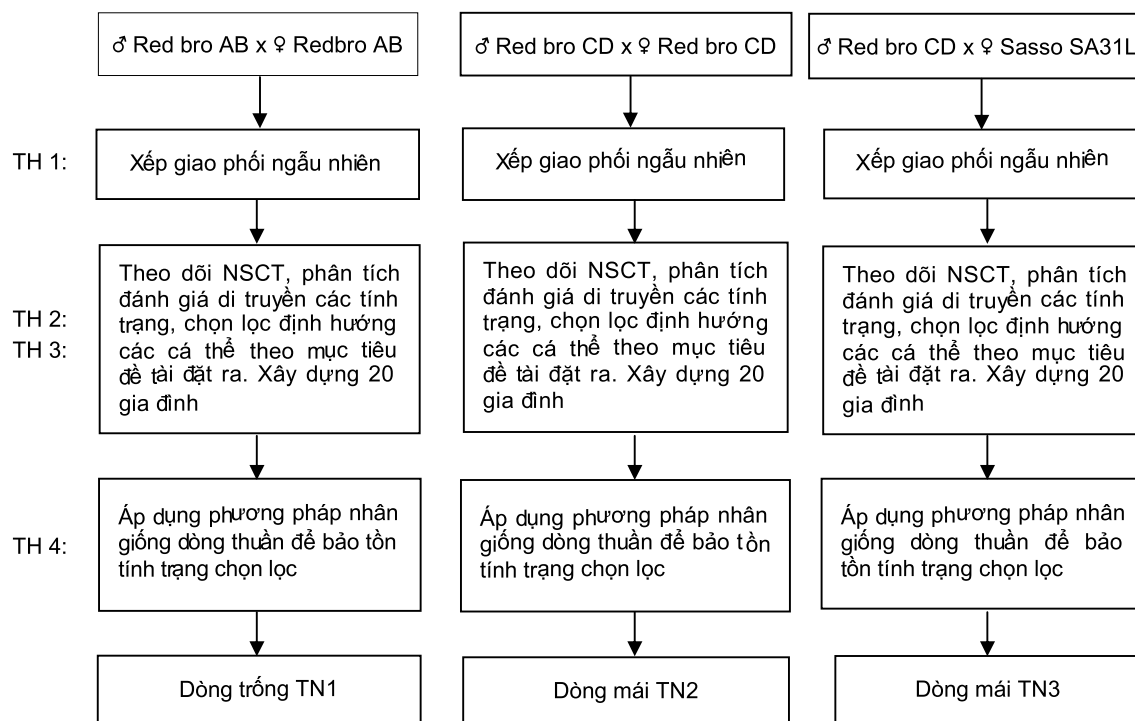 ♂ Red bro AB x ♀ Redbro AB
♂ Red bro CD x ♀ Red bro CD
♂ Red bro CD x ♀ Sasso SA31L
TH 1:
Xếp giao phối ngẫu nhiên
Xếp giao phối ngẫu nhiên
Xếp giao phối ngẫu nhiên
TH 2:
TH 3:
Theo dõi NSCT, phân tích
đánh giá di truyền các tính
trạng, chọn lọc định hướng
các cá thể theo mục tiêu
đề tài đặt ra. Xây dựng 20
gia đình
Theo dõi NSCT, phân tích
đánh giá di truyền các tính
trạng, chọn lọc định hướng
các cá thể theo mục tiêu
đề tài đặt ra. Xây dựng 20
gia đình
Theo dõi NSCT, phân tích
đánh giá di truyền các tính
trạng, chọn lọc định hướng
các cá thể theo mục tiêu
đề tài đặt ra. Xây dựng 20
gia đình
TH 4:
Áp dụng phương pháp nhân
giống dòng thuần để bảo tồn
tính trạng chọn lọc
Áp dụng phương pháp nhân
giống dòng thuần để bảo tồn
tính trạng chọn lọc
Áp dụng phương pháp nhân
giống dòng thuần để bảo
tồn tính trạng chọn lọc
Dòng trống TN1
Dòng mái TN2
Dòng mái TN3